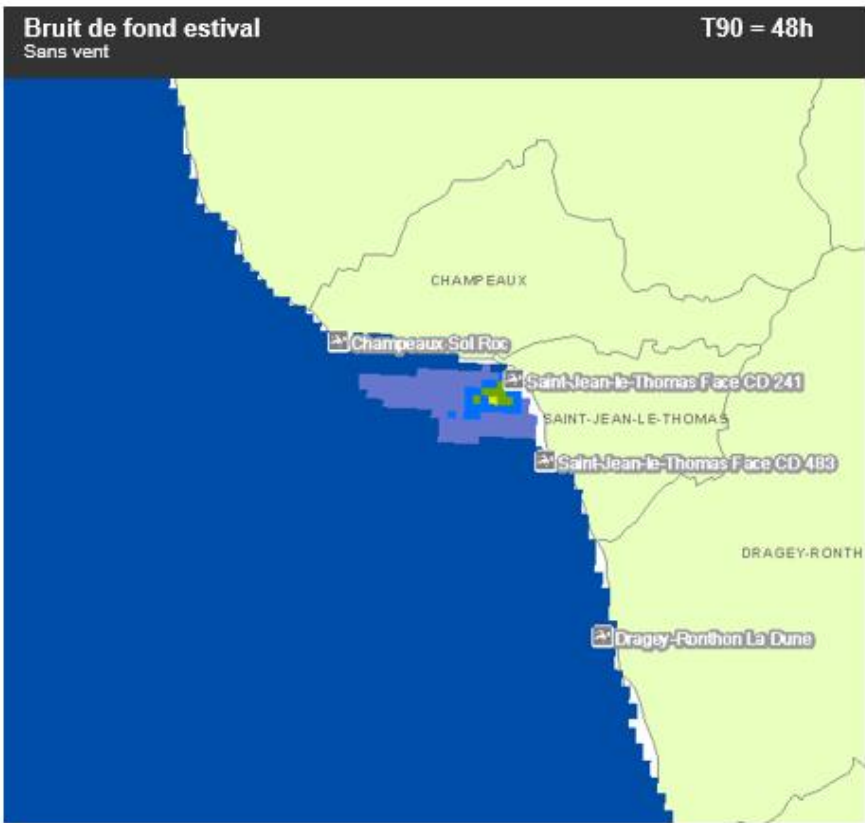 Bruit de fond estival
T90 = 48h
Sans vent
CHAMPEAUX
Champeaux Sol Roc
Saint-Jean-le-Thomas Face CD 241
SAINT-JEAN-LE-THOMAS
Saint-Jean-le-Thomas Face CD 483
DRAGEY-RONTH
Dragey-Ronthon La Dune